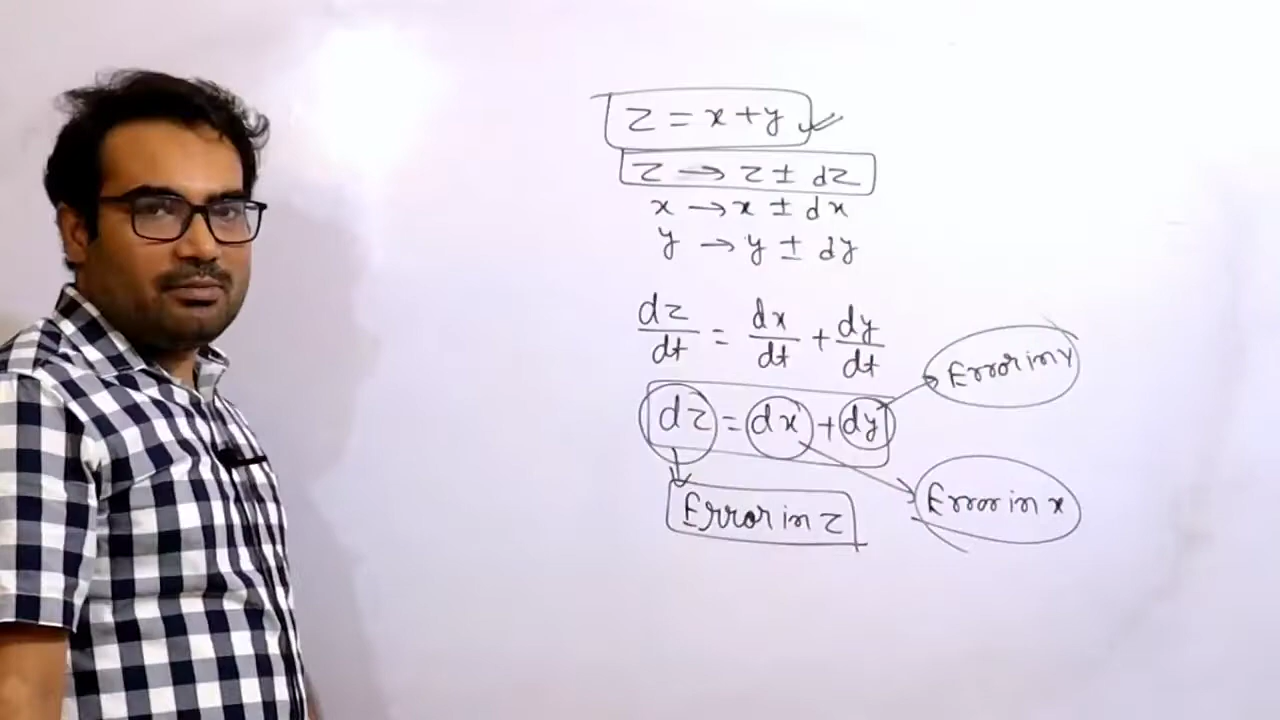 z = x + y
z → z ± dz
x → x ± dx
y → y ± dy
dz/dt = dx/dt + dy/dt
Error in y
dz = dx + dy
Error in z
Error in x